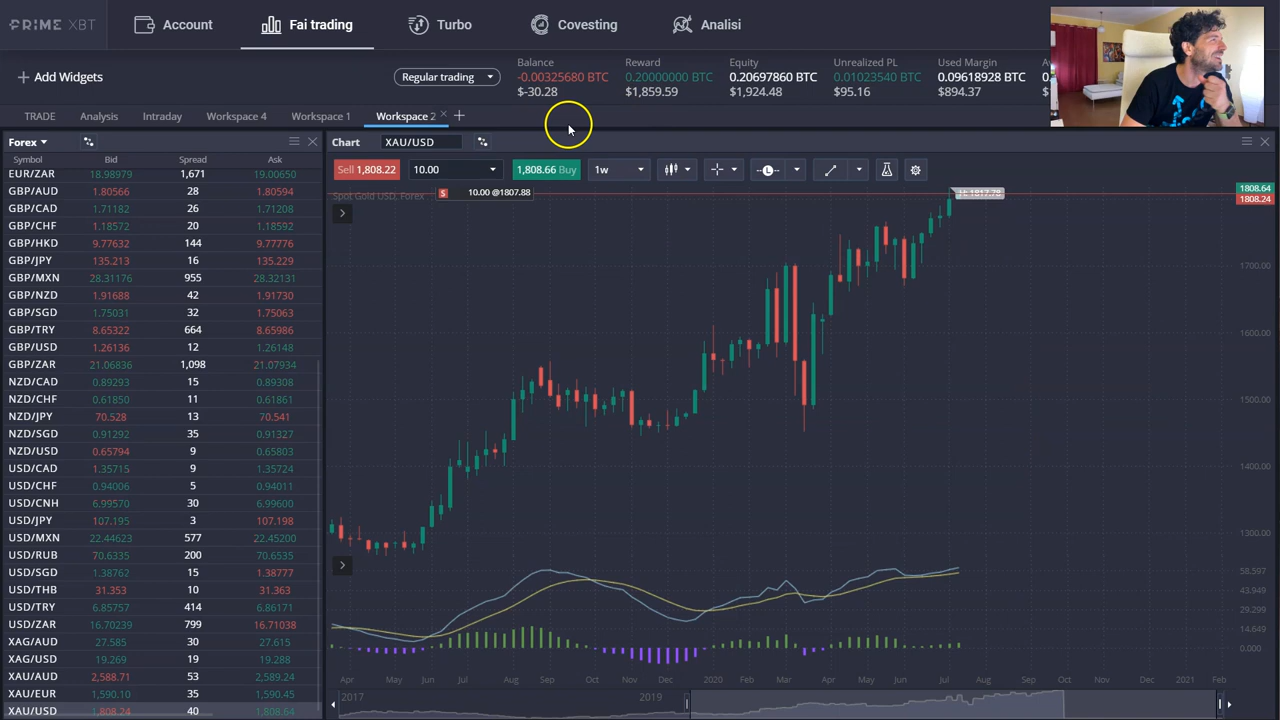 PRIME XBT
Account
Fai trading
Turbo
Covesting
Analisi
Add Widgets
Regular trading
Balance
-0.00325680 BTC
$-30.28
Reward
0.20000000 BTC
$1,859.59
Equity
0.20697860 BTC
$1,924.48
Unrealized PL
0.01023540 BTC
$95.16
Used Margin
0.09618928 BTC
$894.37
TRADE
Analysis
Intraday
Workspace 4
Workspace 1
Workspace 2
Forex
Symbol Bid Spread Ask
EUR/ZAR 18.98979 1,671 19.00650
GBP/AUD 1.80566 28 1.80594
GBP/CAD 1.71182 26 1.71208
GBP/CHF 1.18572 20 1.18592
GBP/HKD 9.77632 144 9.77776
GBP/JPY 135.213 16 135.229
GBP/MXN 28.31176 955 28.32131
GBP/NZD 1.91688 42 1.91730
GBP/SGD 1.75031 32 1.75063
GBP/TRY 8.65322 664 8.65986
GBP/USD 1.26136 12 1.26148
GBP/ZAR 21.06836 1,098 21.07934
NZD/CAD 0.89293 15 0.89308
NZD/CHF 0.61850 11 0.61861
NZD/JPY 70.528 13 70.541
NZD/SGD 0.91292 35 0.91327
NZD/USD 0.65794 9 0.65803
USD/CAD 1.35715 9 1.35724
USD/CHF 0.94006 5 0.94011
USD/CNH 6.99570 30 6.99600
USD/JPY 107.195 3 107.198
USD/MXN 22.44623 577 22.45200
USD/RUB 70.6335 200 70.6535
USD/SGD 1.38762 15 1.38777
USD/THB 31.353 10 31.363
USD/TRY 6.85757 414 6.86171
USD/ZAR 16.70239 799 16.71038
XAG/AUD 27.585 30 27.615
XAG/USD 19.269 19 19.288
XAU/AUD 2,588.71 53 2,589.24
XAU/EUR 1,590.10 35 1,590.45
XAU/USD 1,808.24 40 1,808.64
Chart XAU/USD
Sell 1,808.22
10.00
1,808.66 Buy
1w
L
Spot Gold USD, Forex
S 10.00 @1807.88
H: 1817.78
1808.64
1808.24
1700.00
1600.00
1500.00
1400.00
1300.00
58.597
43.949
29.299
14.649
0.000
Apr May Jun Jul Aug Sep Oct Nov Dec 2020 Feb Mar Apr May Jun Jul Aug Sep Oct Nov Dec 2021 Feb
2017 2019